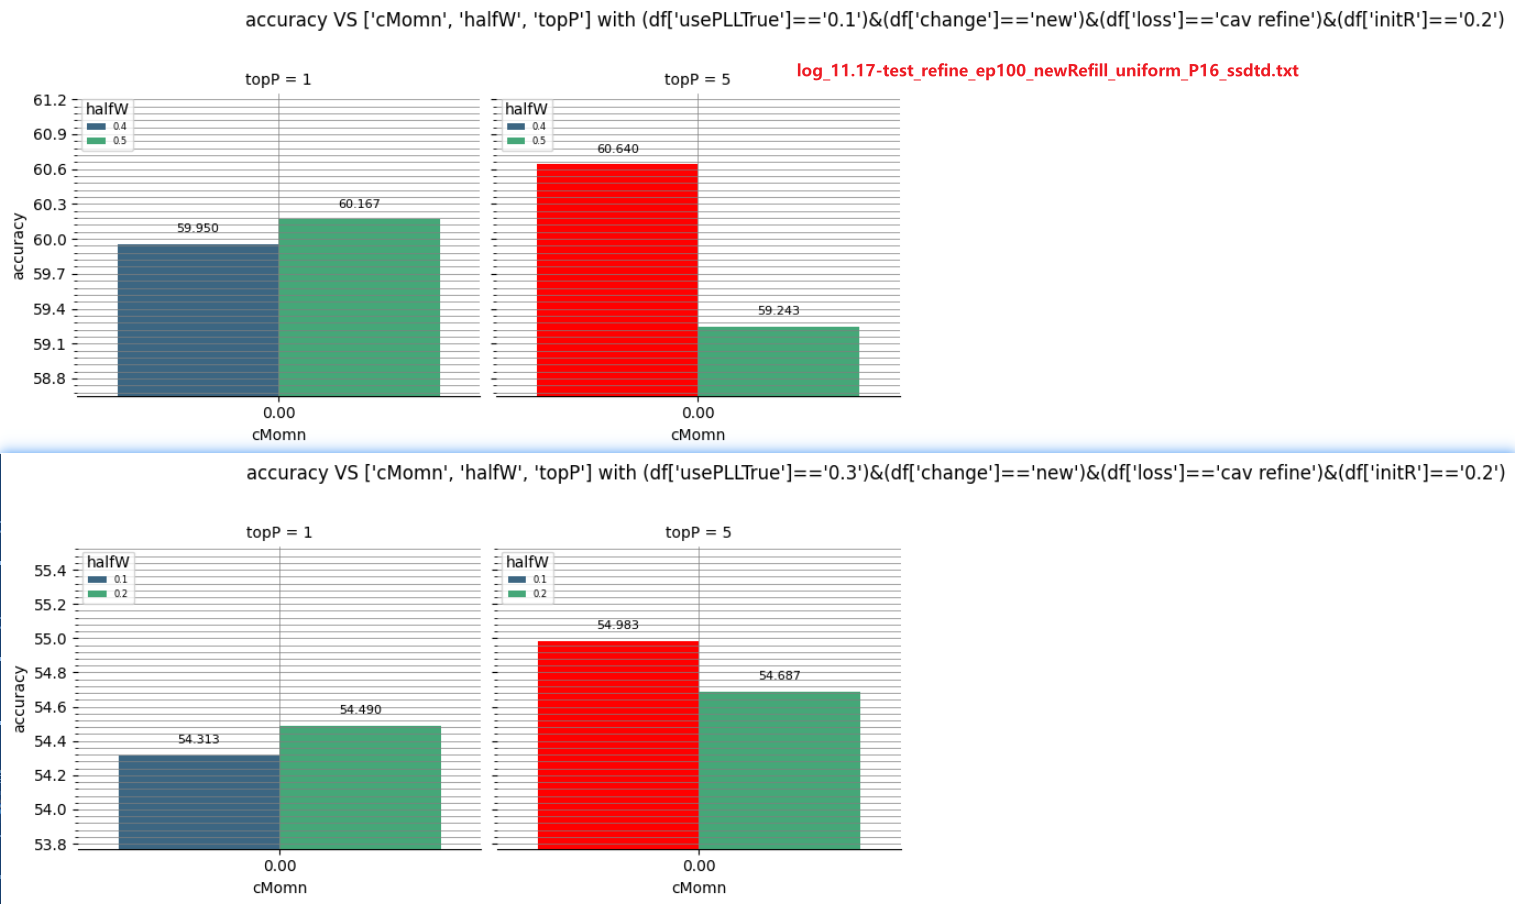 accuracy VS ['cMomn', 'halfW', 'topP'] with (df['usePLLTrue']=='0.1')&(df['change']=='new')&(df['loss']=='cav refine')&(df['initR']=='0.2')
log_11.17-test_refine_ep100_newRefill_uniform_P16_ssdtd.txt
topP = 1
topP = 5
61.2
60.9
60.6
60.3
60.0
59.7
59.4
59.1
58.8
accuracy
halfW
0.4
0.5
59.950
60.167
0.00
cMomn
halfW
0.4
0.5
60.640
59.243
0.00
cMomn
accuracy VS ['cMomn', 'halfW', 'topP'] with (df['usePLLTrue']=='0.3')&(df['change']=='new')&(df['loss']=='cav refine')&(df['initR']=='0.2')
topP = 1
topP = 5
55.4
55.2
55.0
54.8
54.6
54.4
54.2
54.0
53.8
accuracy
halfW
0.1
0.2
54.313
54.490
0.00
cMomn
halfW
0.1
0.2
54.983
54.687
0.00
cMomn